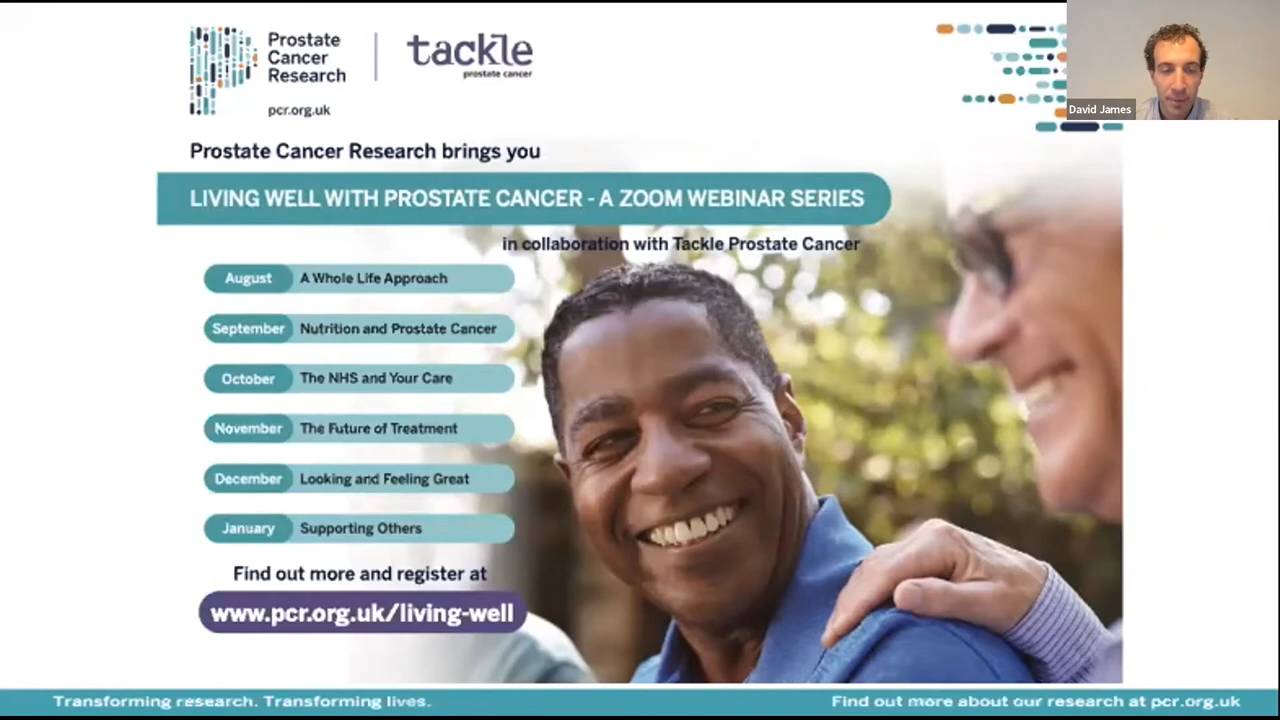 Prostate
Cancer
Research
pcr.org.uk
tackle
prostate cancer
David James
Prostate Cancer Research brings you
LIVING WELL WITH PROSTATE CANCER - A ZOOM WEBINAR SERIES
in collaboration with Tackle Prostate Cancer
August A Whole Life Approach
September Nutrition and Prostate Cancer
October The NHS and Your Care
November The Future of Treatment
December Looking and Feeling Great
January Supporting Others
Find out more and register at
www.pcr.org.uk/living-well
Transforming research. Transforming lives.
Find out more about our research at pcr.org.uk